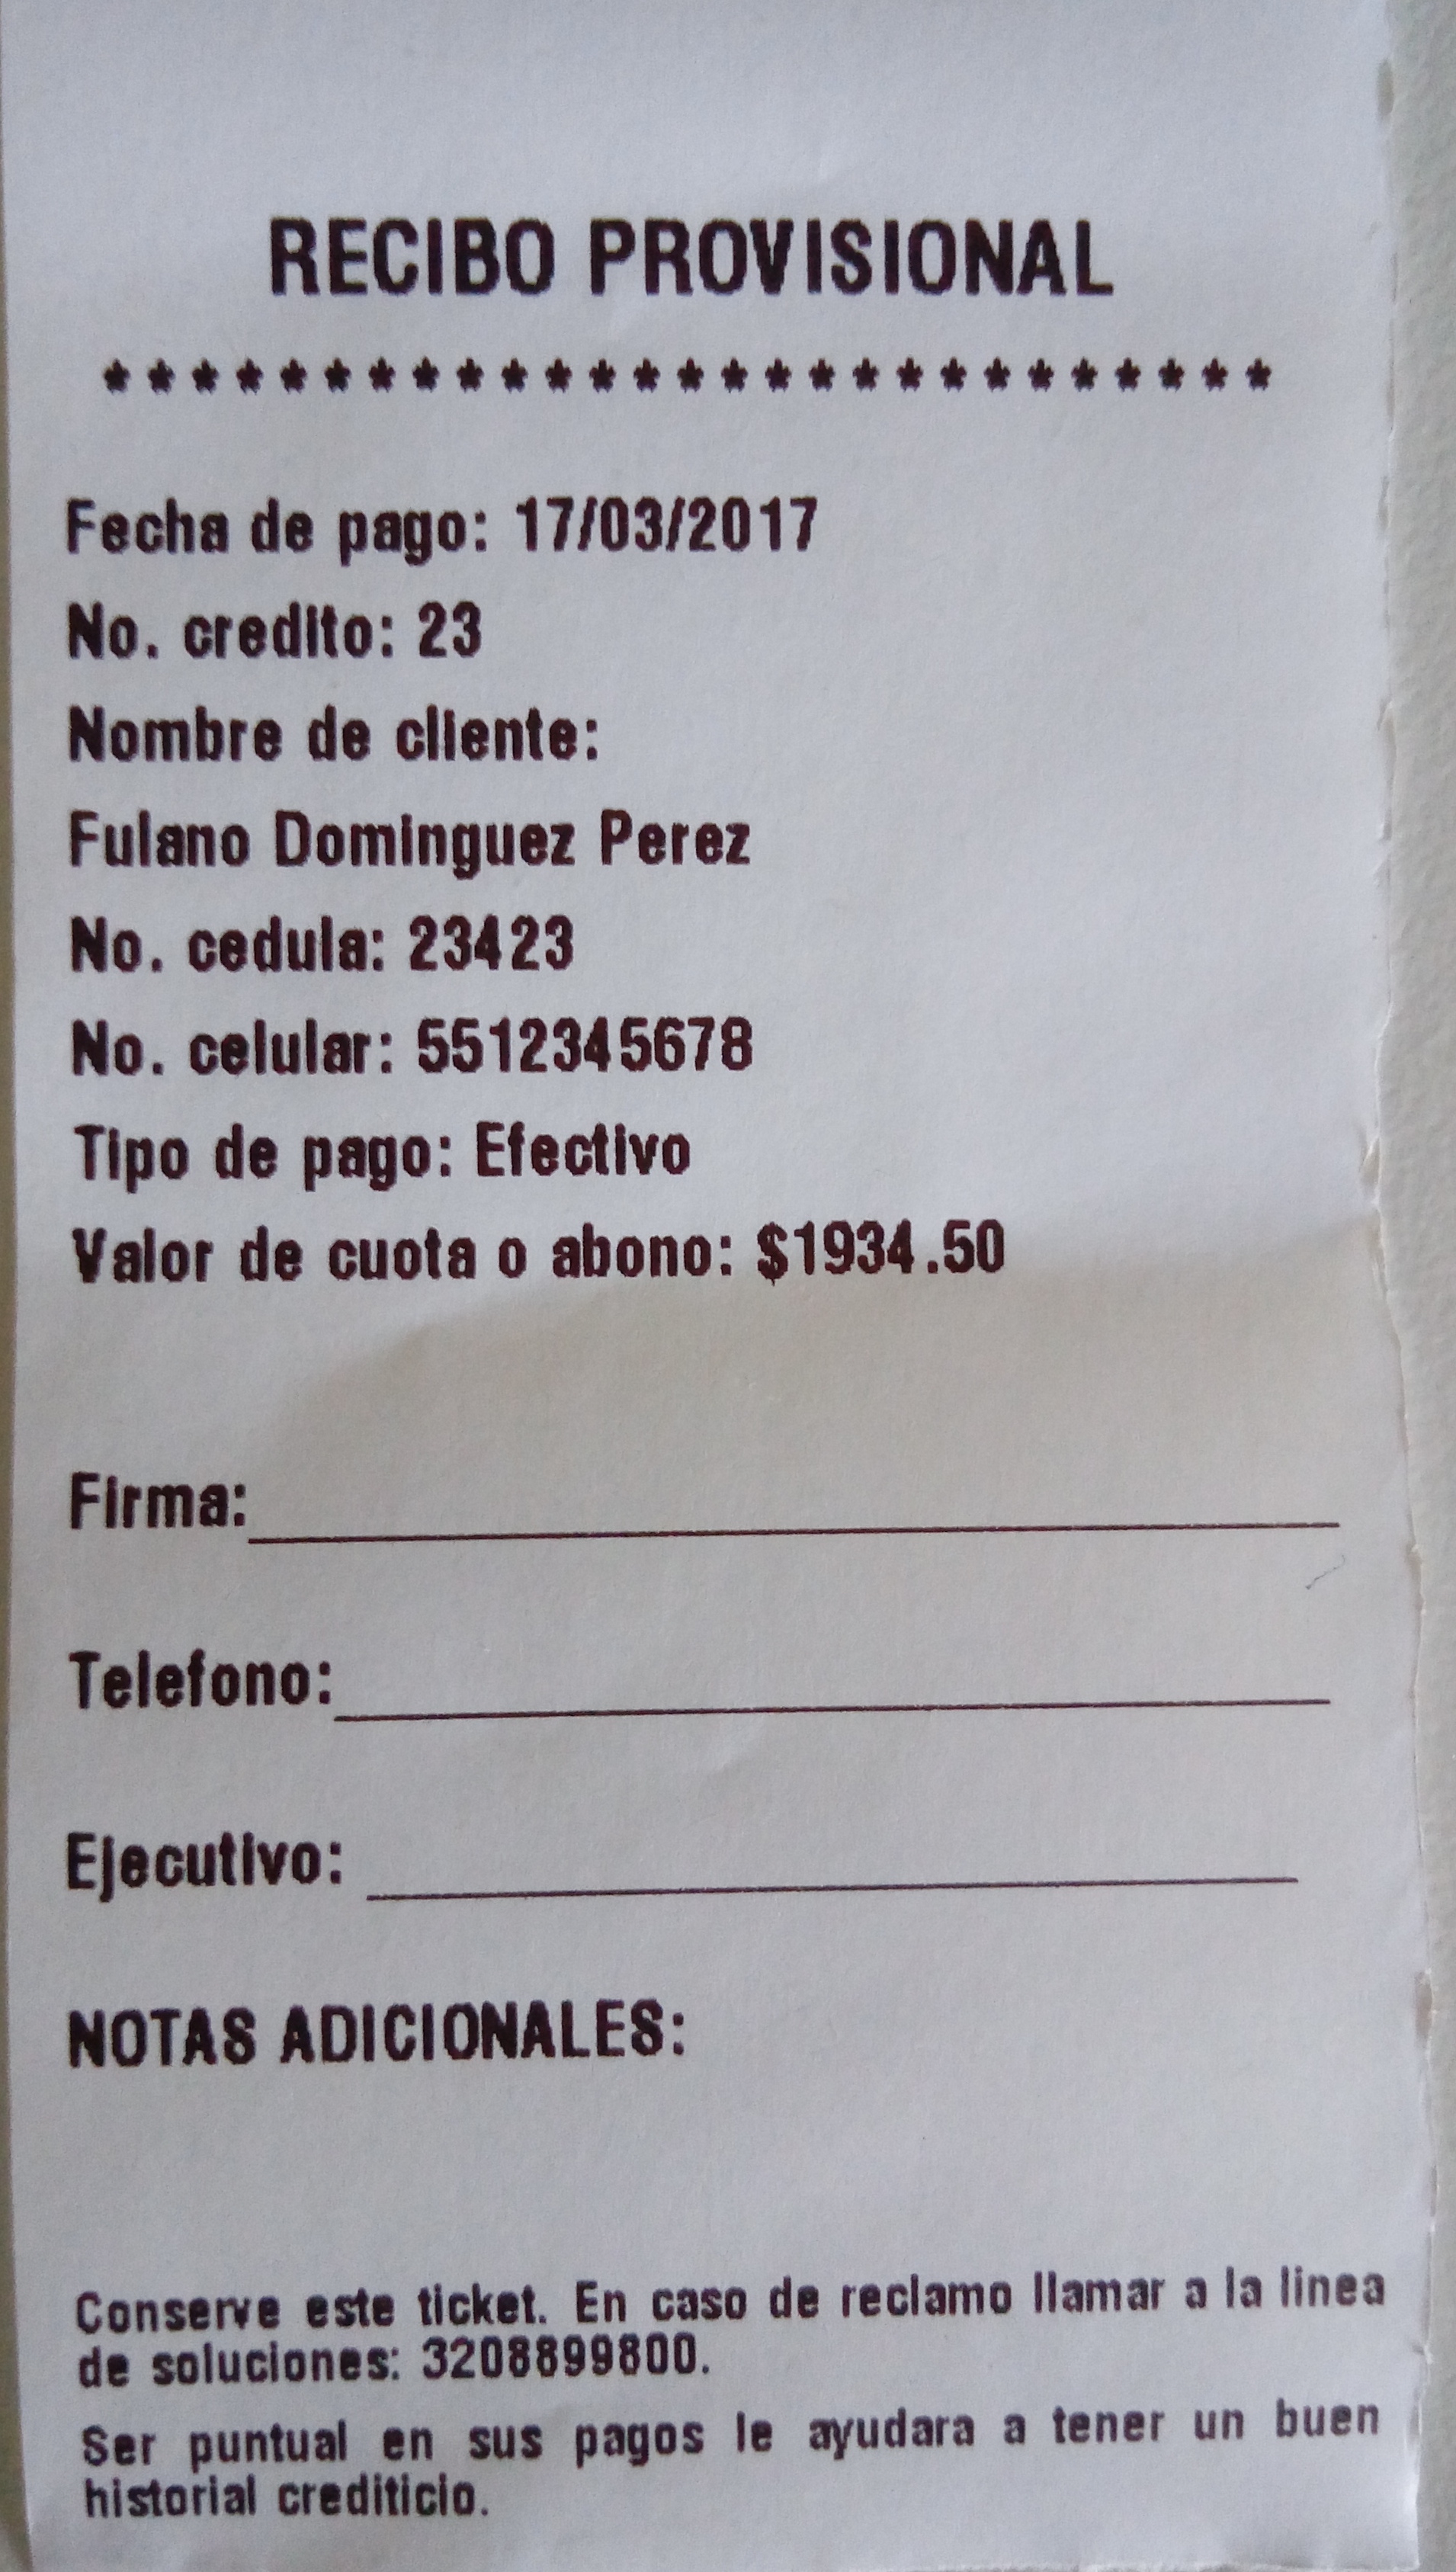 RECIBO PROVISIONAL
***************************
Fecha de pago: 17/03/2017
No. credito: 23
Nombre de cliente:
Fulano Dominguez Perez
No. cedula: 23423
No. celular: 5512345678
Tipo de pago: Efectivo
Valor de cuota o abono: $1934.50
Firma:
Telefono:
Ejecutivo:
NOTAS ADICIONALES:
Conserve este ticket. En caso de reclamo llamar a la linea
de soluciones: 3208899800.
Ser puntual en sus pagos le ayudara a tener un buen
historial crediticio.